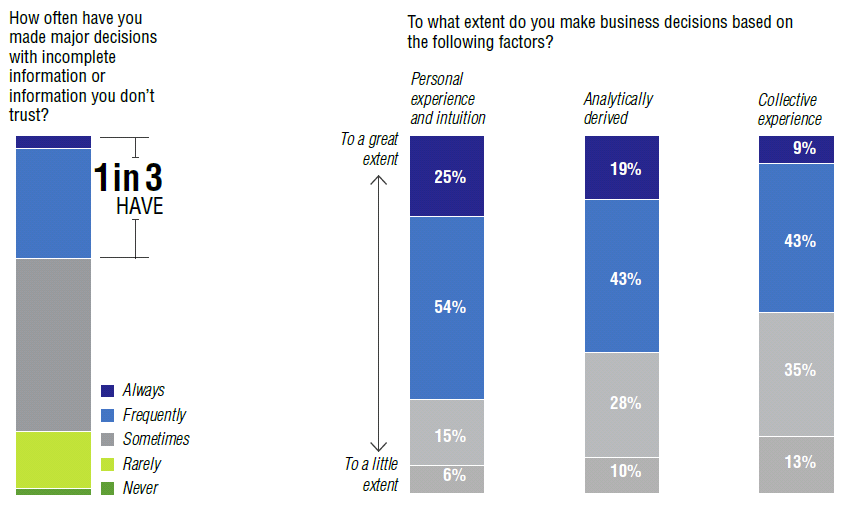 How often have you
made major decisions
with incomplete
information or
information you don't
trust?
1 in 3
HAVE
Always
Frequently
Sometimes
Rarely
Never
To what extent do you make business decisions based on
the following factors?
Personal
experience
and intuition
Analytically
derived
Collective
experience
To a great
extent
To a little
extent
25%
54%
15%
6%
19%
43%
28%
10%
9%
43%
35%
13%